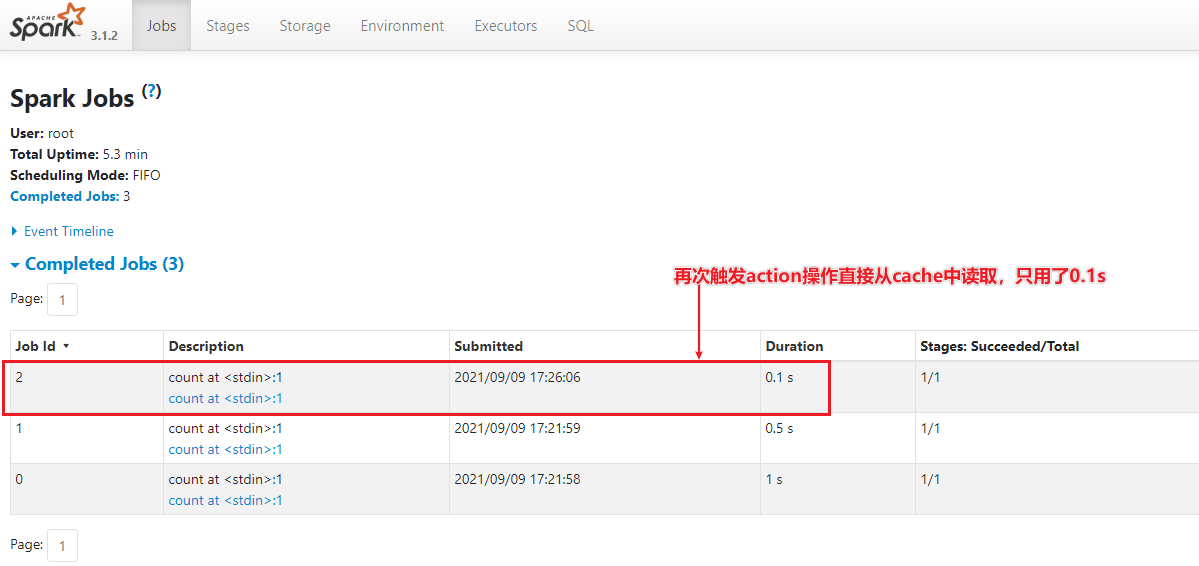 APACHE
Spark 3.1.2 Jobs Stages Storage Environment Executors SQL
Spark Jobs (?)
User: root
Total Uptime: 5.3 min
Scheduling Mode: FIFO
Completed Jobs: 3
Event Timeline
Completed Jobs (3)
再次触发action操作直接从cache中读取，只用了0.1s
Page: 1
Job Id Description Submitted Duration Stages: Succeeded/Total
2 count at <stdin>:1 2021/09/09 17:26:06 0.1 s 1/1
count at <stdin>:1
1 count at <stdin>:1 2021/09/09 17:21:59 0.5 s 1/1
count at <stdin>:1
0 count at <stdin>:1 2021/09/09 17:21:58 1 s 1/1
count at <stdin>:1
Page: 1